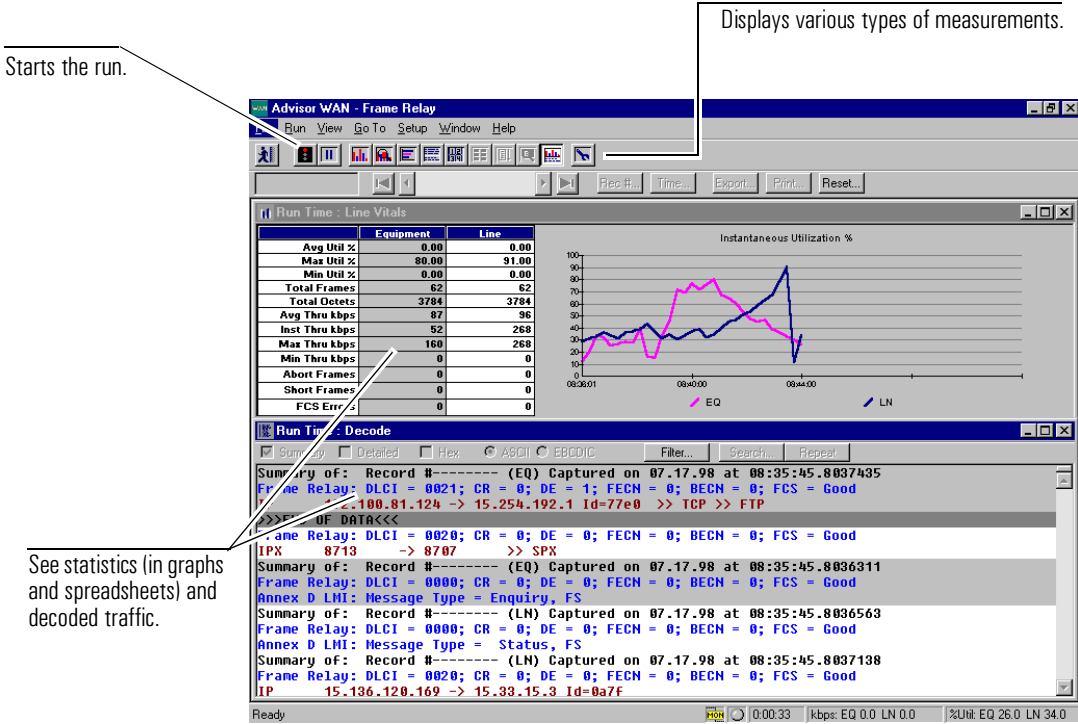 Displays various types of measurements.
Starts the run.
WAN Advisor WAN - Frame Relay
Run View Go To Setup Window Help
Rec #... Time... Export... Print... Reset...
Run Time : Line Vitals
Equipment Line
Avg Util % 0.00 0.00
Max Util % 80.00 91.00
Min Util % 0.00 0.00
Total Frames 62 62
Total Octets 3784 3784
Avg Thru kbps 87 96
Inst Thru kbps 52 268
Max Thru kbps 160 268
Min Thru kbps 0 0
Abort Frames 0 0
Short Frames 0 0
FCS Errors 0 0
Instantaneous Utilization %
100
90
80
70
60
50
40
30
20
10
0
08:36:01 08:40:00 08:44:00
EQ LN
Run Time : Decode
Summary Detailed Hex ASCII EBCDIC Filter... Search... Repeat
Summary of: Record #-------- (EQ) Captured on 07.17.98 at 08:35:45.8037435
Frame Relay: DLCI = 0021; CR = 0; DE = 1; FECN = 0; BECN = 0; FCS = Good
.100.81.124 -> 15.254.192.1 Id=77e0 >> TCP >> FTP
>>>END OF DATA<<<
Frame Relay: DLCI = 0020; CR = 0; DE = 0; FECN = 0; BECN = 0; FCS = Good
IPX 8713 -> 8707 >> SPX
Summary of: Record #-------- (EQ) Captured on 07.17.98 at 08:35:45.8036311
Frame Relay: DLCI = 0000; CR = 0; DE = 0; FECN = 0; BECN = 0; FCS = Good
Annex D LMI: Message Type = Enquiry, FS
Summary of: Record #-------- (LN) Captured on 07.17.98 at 08:35:45.8036563
Frame Relay: DLCI = 0000; CR = 0; DE = 0; FECN = 0; BECN = 0; FCS = Good
Annex D LMI: Message Type = Status, FS
Summary of: Record #-------- (LN) Captured on 07.17.98 at 08:35:45.8037138
Frame Relay: DLCI = 0020; CR = 0; DE = 0; FECN = 0; BECN = 0; FCS = Good
IP 15.136.120.169 -> 15.33.15.3 Id=0a7f
See statistics (in graphs
and spreadsheets) and
decoded traffic.
Ready MON 0:00:33 kbps: EQ 0.0 LN 0.0 %Util: EQ 26.0 LN 34.0